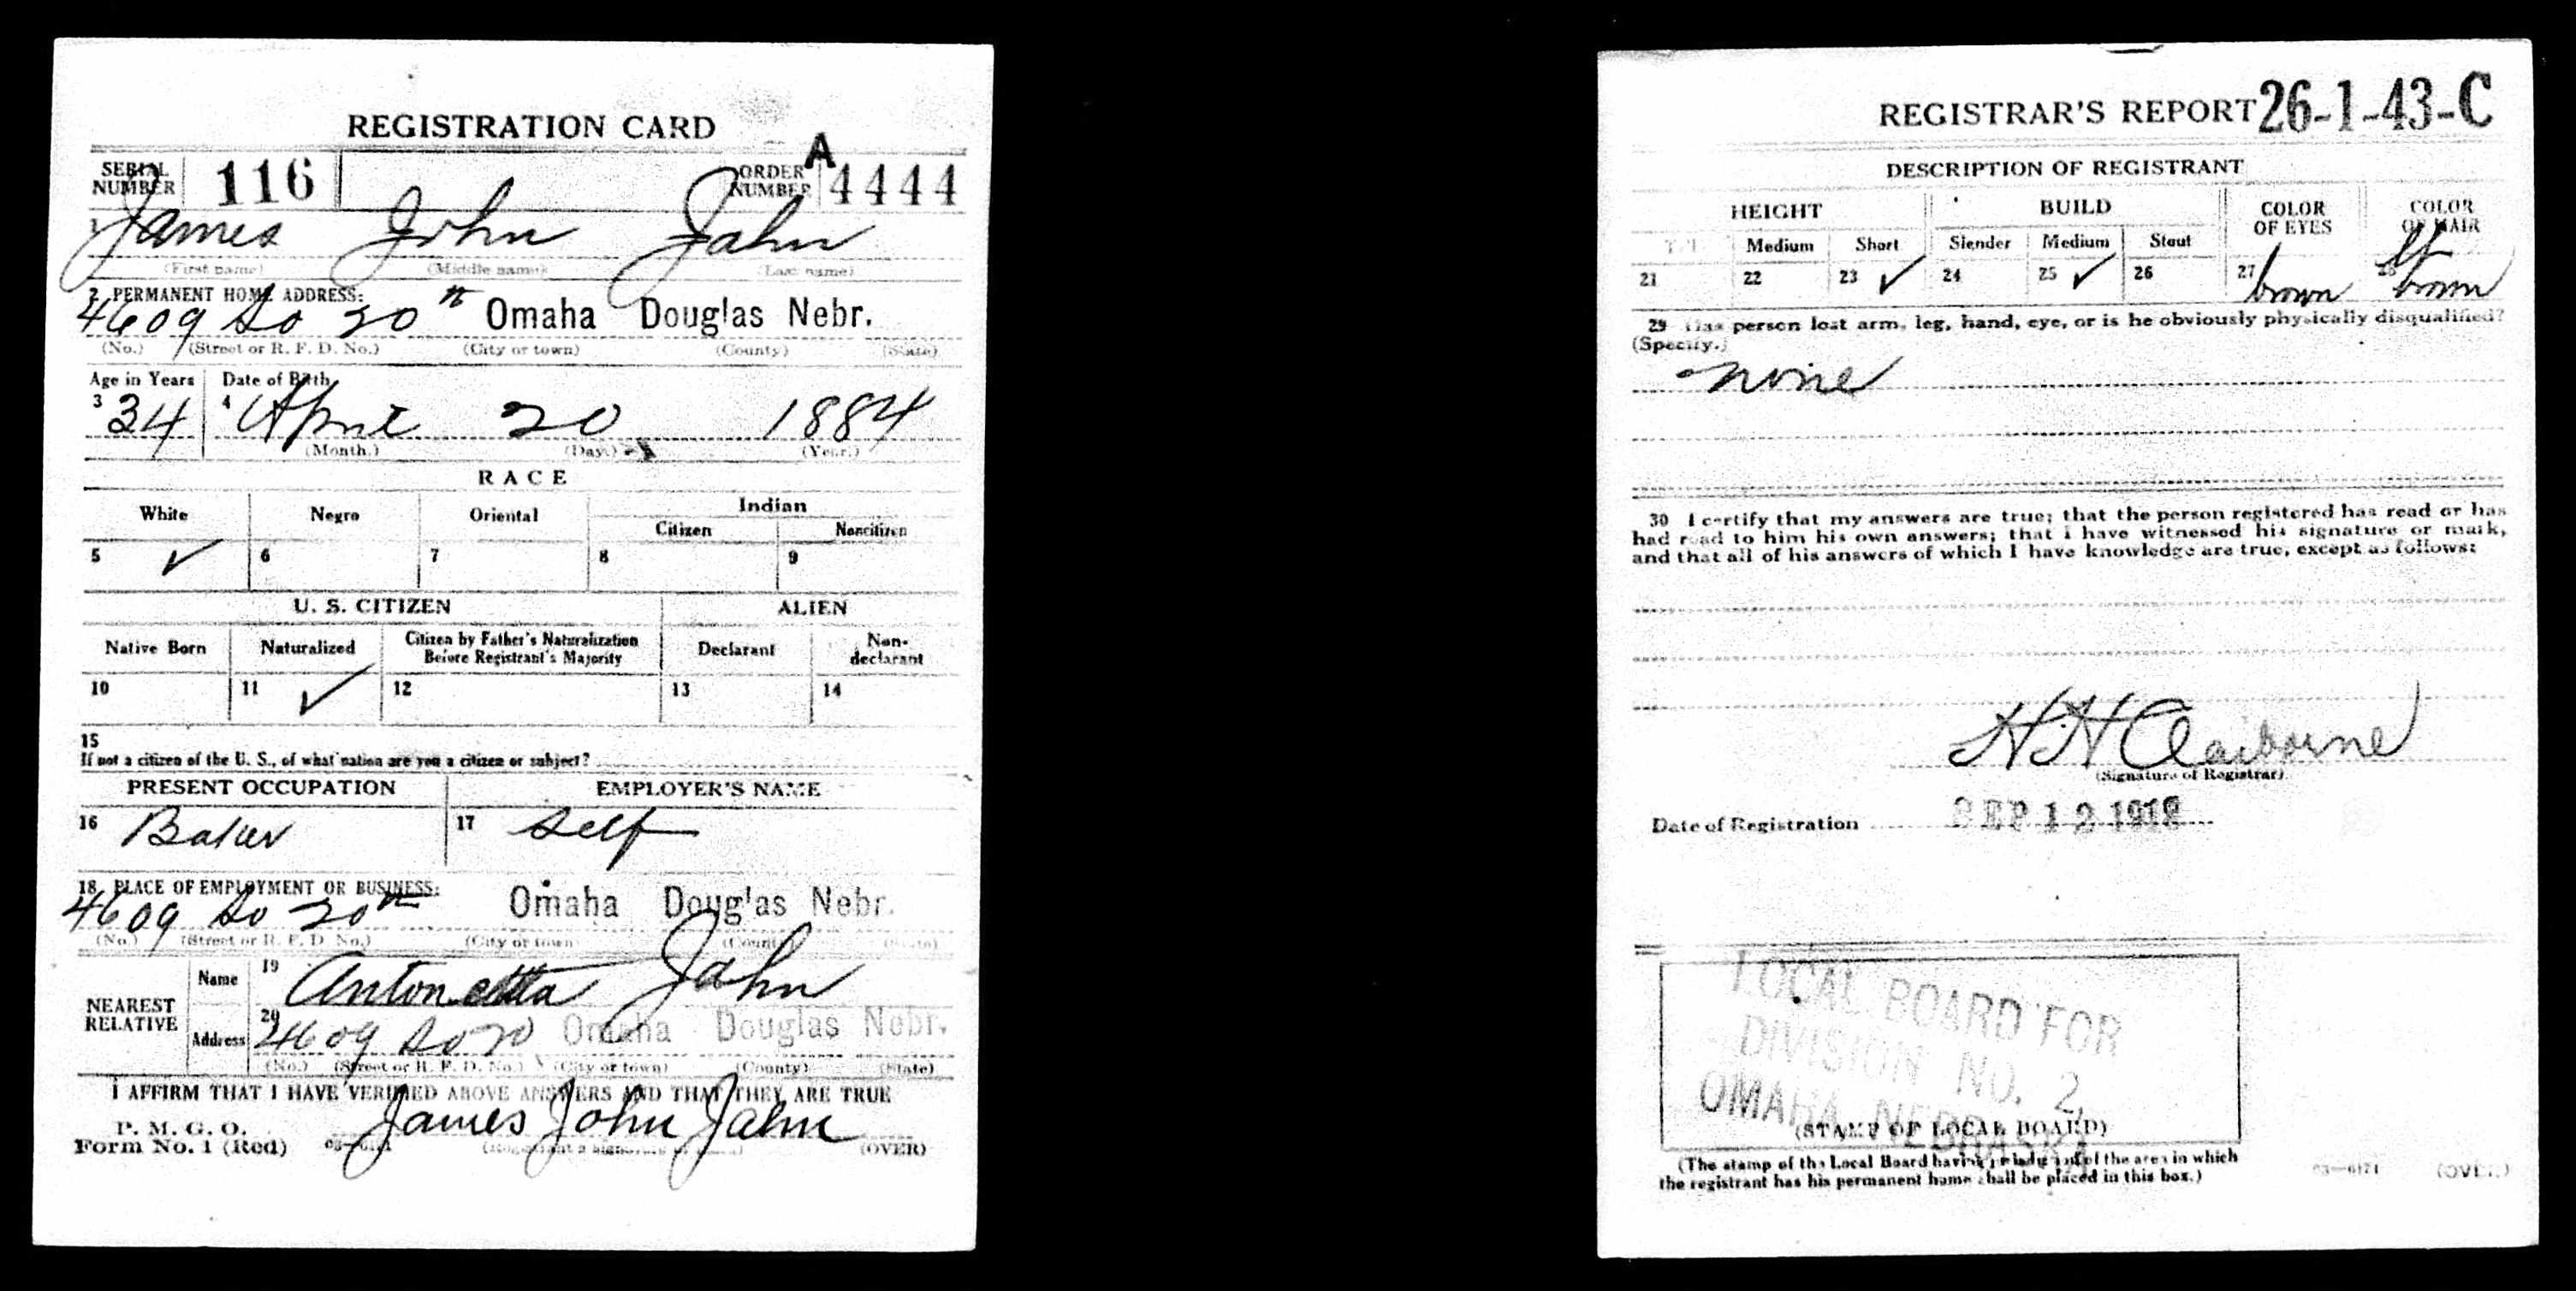 REGISTRATION CARD
SERIAL NUMBER 116 ORDER NUMBER A 4444
1 James John Jahn
(First name) (Middle name) (Last name)
2 PERMANENT HOME ADDRESS:
4609 So 20th Omaha Douglas Nebr.
(No.) (Street or R. F. D. No.) (City or town) (County) (State)
Age in Years Date of Birth
3 34 4 April 20 1884
(Month.) (Day.) (Year.)
RACE
White Negro Oriental Indian
Citizen Noncitizen
5 ✓ 6 7 8 9
U. S. CITIZEN ALIEN
Native Born Naturalized Citizen by Father's Naturalization Before Registrant's Majority Declarant Non-declarant
10 11 ✓ 12 13 14
15
If not a citizen of the U. S., of what nation are you a citizen or subject?
PRESENT OCCUPATION EMPLOYER'S NAME
16 Baker 17 Self
18 PLACE OF EMPLOYMENT OR BUSINESS:
4609 So 20th Omaha Douglas Nebr.
(No.) (Street or R. F. D. No.) (City or town) (County) (State)
NEAREST RELATIVE
Name 19 Antonetta Jahn
Address 20 4609 So 20 Omaha Douglas Nebr.
(No.) (Street or R. F. D. No.) (City or town) (County) (State)
I AFFIRM THAT I HAVE VERIFIED ABOVE ANSWERS AND THAT THEY ARE TRUE
P. M. G. O.
Form No. 1 (Red) James John Jahn (OVER)
REGISTRAR'S REPORT 26-1-43-C
DESCRIPTION OF REGISTRANT
HEIGHT BUILD COLOR OF EYES COLOR OF HAIR
Medium Short Slender Medium Stout
21 22 23 ✓ 24 25 ✓ 26 27 brown 28 lt brown
29 Has person lost arm, leg, hand, eye, or is he obviously physically disqualified?
(Specify.)
none
30 I certify that my answers are true; that the person registered has read or has
had read to him his own answers; that I have witnessed his signature or mark,
and that all of his answers of which I have knowledge are true, except as follows:
H H Claiborne
(Signature of Registrar)
Date of Registration SEP 12 1918
LOCAL BOARD FOR
DIVISION NO. 2,
OMAHA, NEBRASKA
(STAMP OF LOCAL BOARD)
(The stamp of the Local Board having jurisdiction of the area in which
the registrant has his permanent home shall be placed in this box.)
03—6171 (OVER)